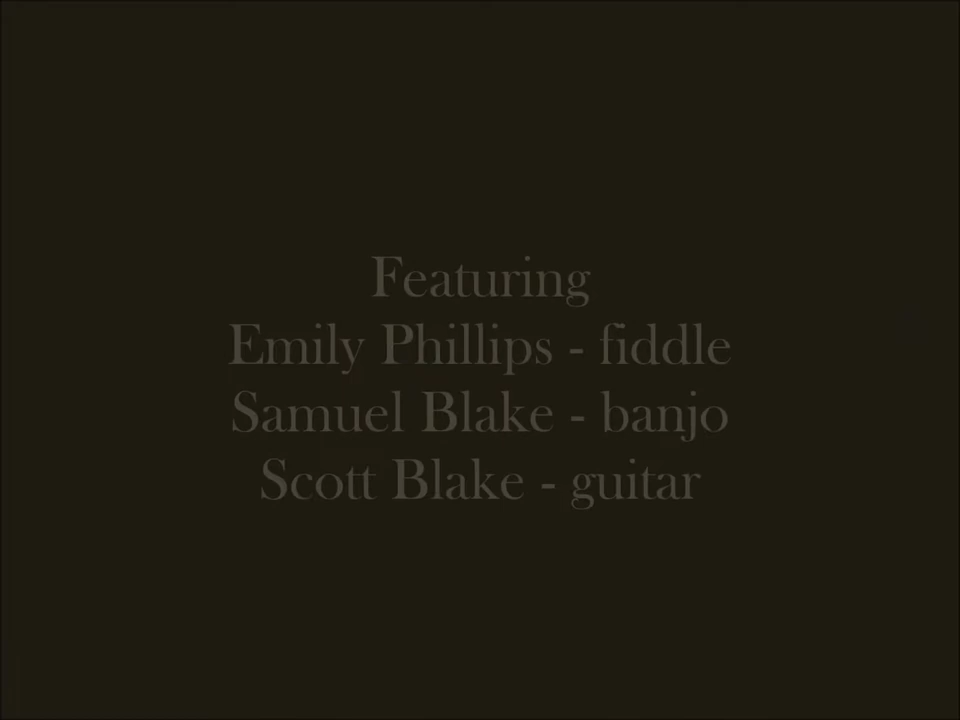 Featuring
Emily Phillips - fiddle
Samuel Blake - banjo
Scott Blake - guitar